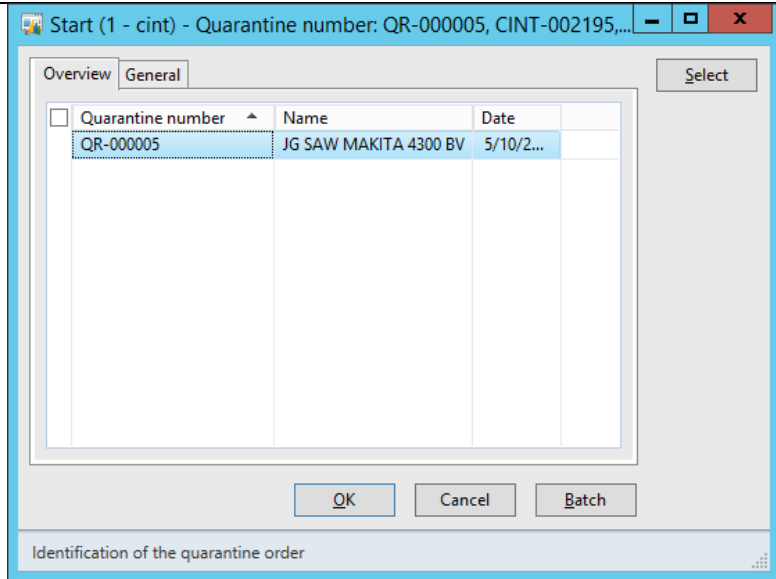 Start (1 - cint) - Quarantine number: QR-000005, CINT-002195,...
Overview General
Select
Quarantine number Name Date
QR-000005 JG SAW MAKITA 4300 BV 5/10/2...
OK Cancel Batch
Identification of the quarantine order